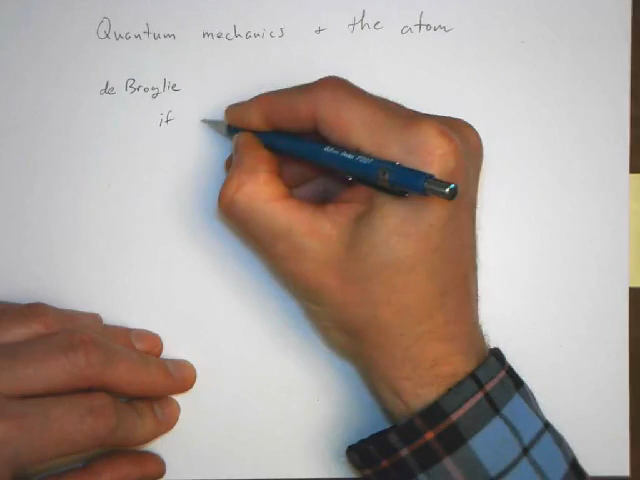 Quantum mechanics + the atom
de Broglie
if